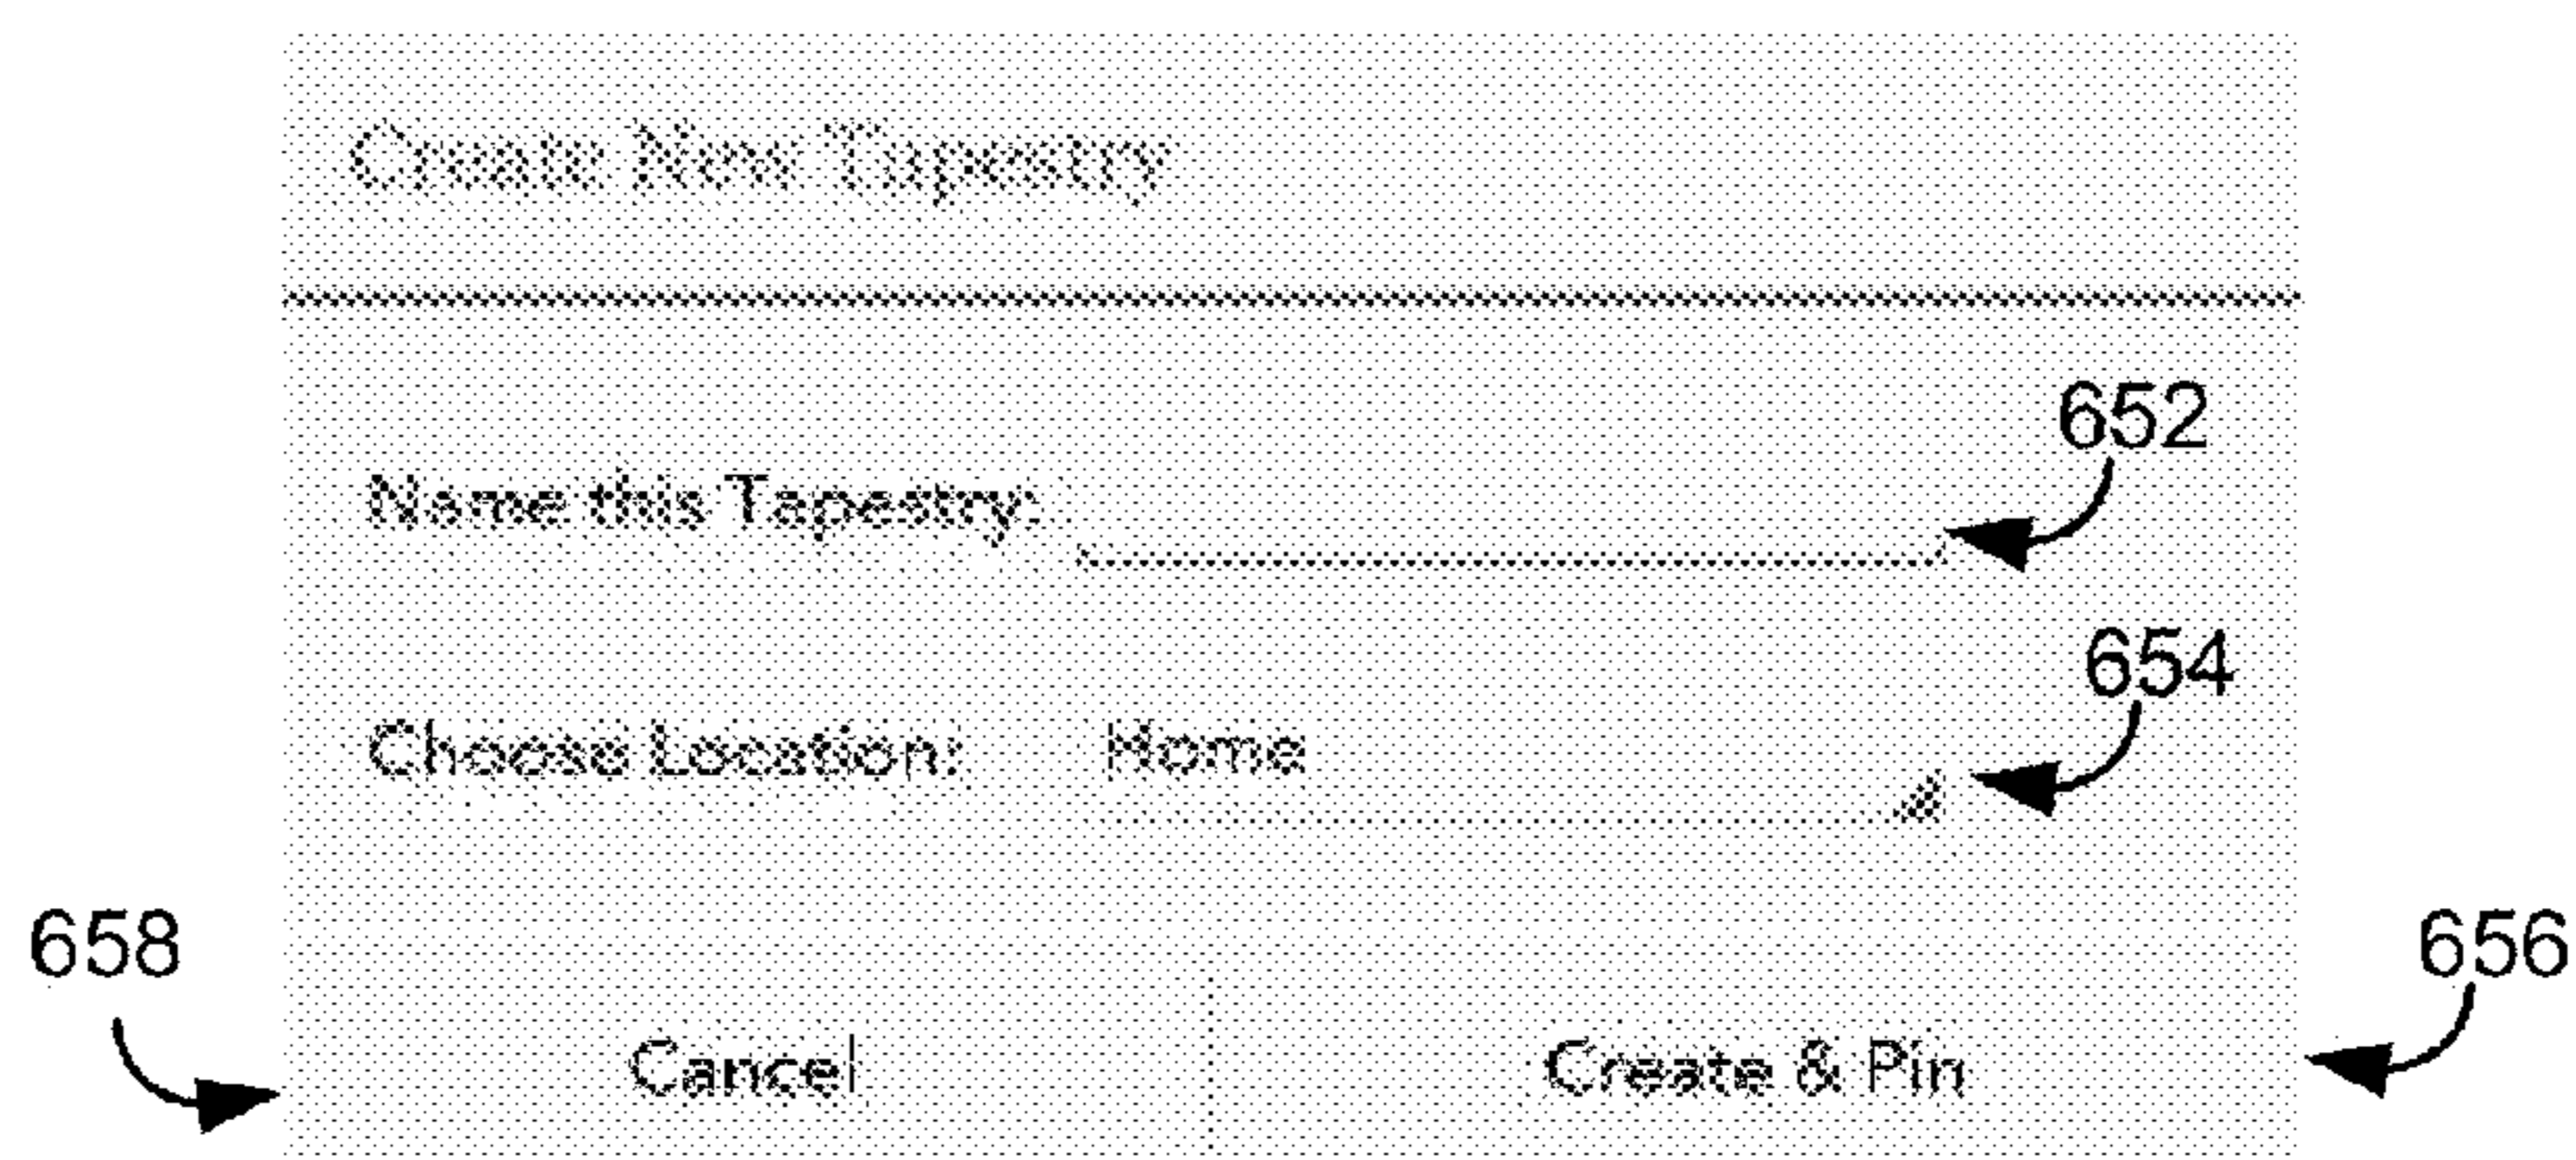 Create New Tapestry
652
Name this Tapestry:
654
Choose Location: Home
658
656
Cancel Create & Pin